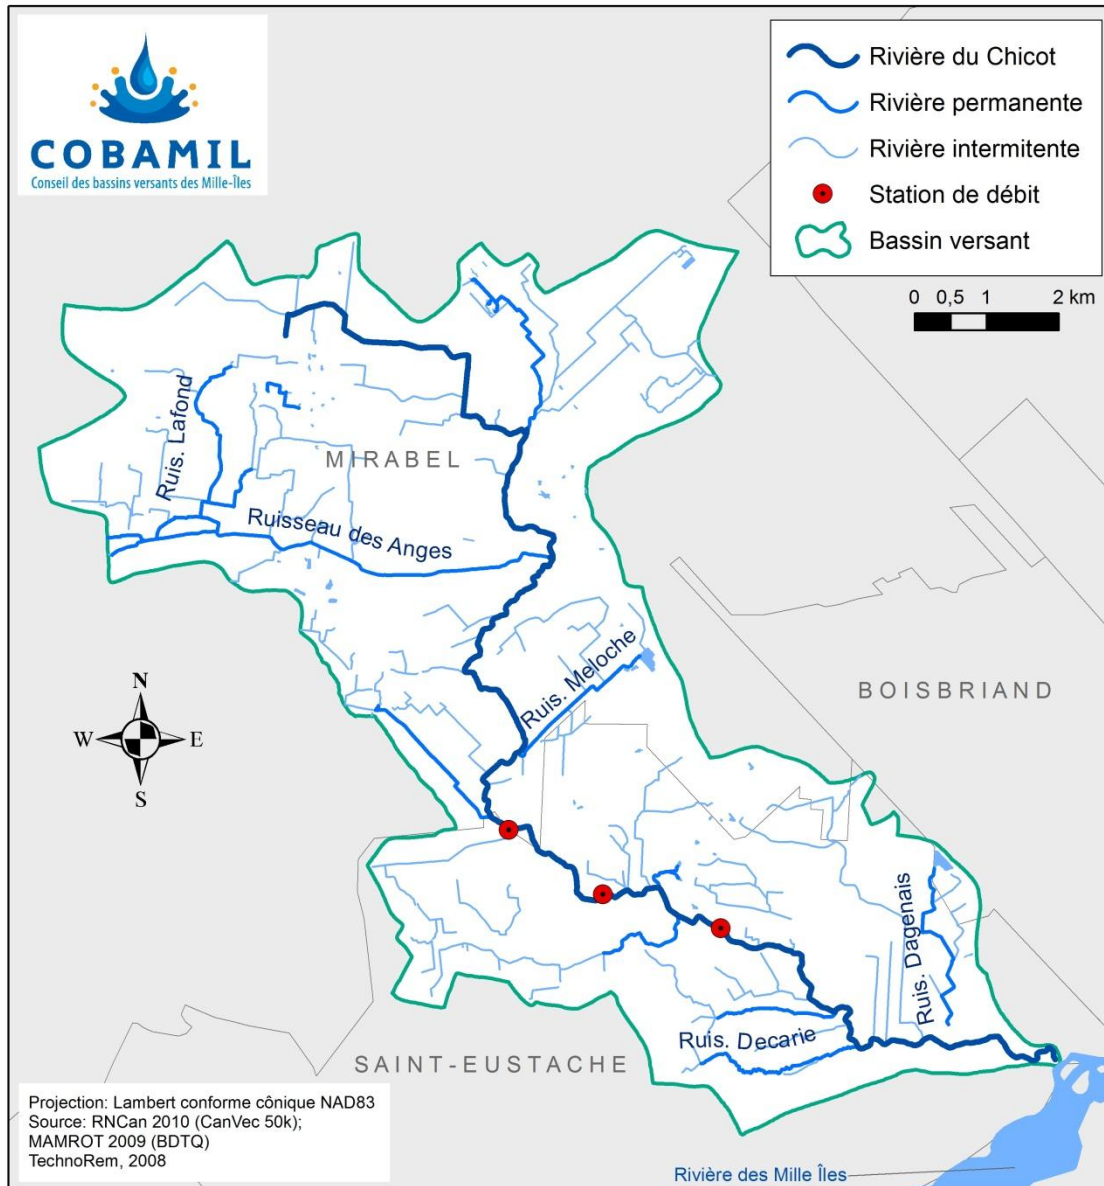 COBAMIL
Conseil des bassins versants des Mille-Îles
Rivière du Chicot
Rivière permanente
Rivière intermitente
Station de débit
Bassin versant
0 0,5 1 2 km
Ruis. Lafond
MIRABEL
Ruisseau des Anges
Ruis. Meloche
BOISBRIAND
N
W E
S
Ruis. Dagenais
Ruis. Decarie
SAINT-EUSTACHE
Projection: Lambert conforme cônique NAD83
Source: RNCan 2010 (CanVec 50k);
MAMROT 2009 (BDTQ)
TechnoRem, 2008
Rivière des Mille Îles